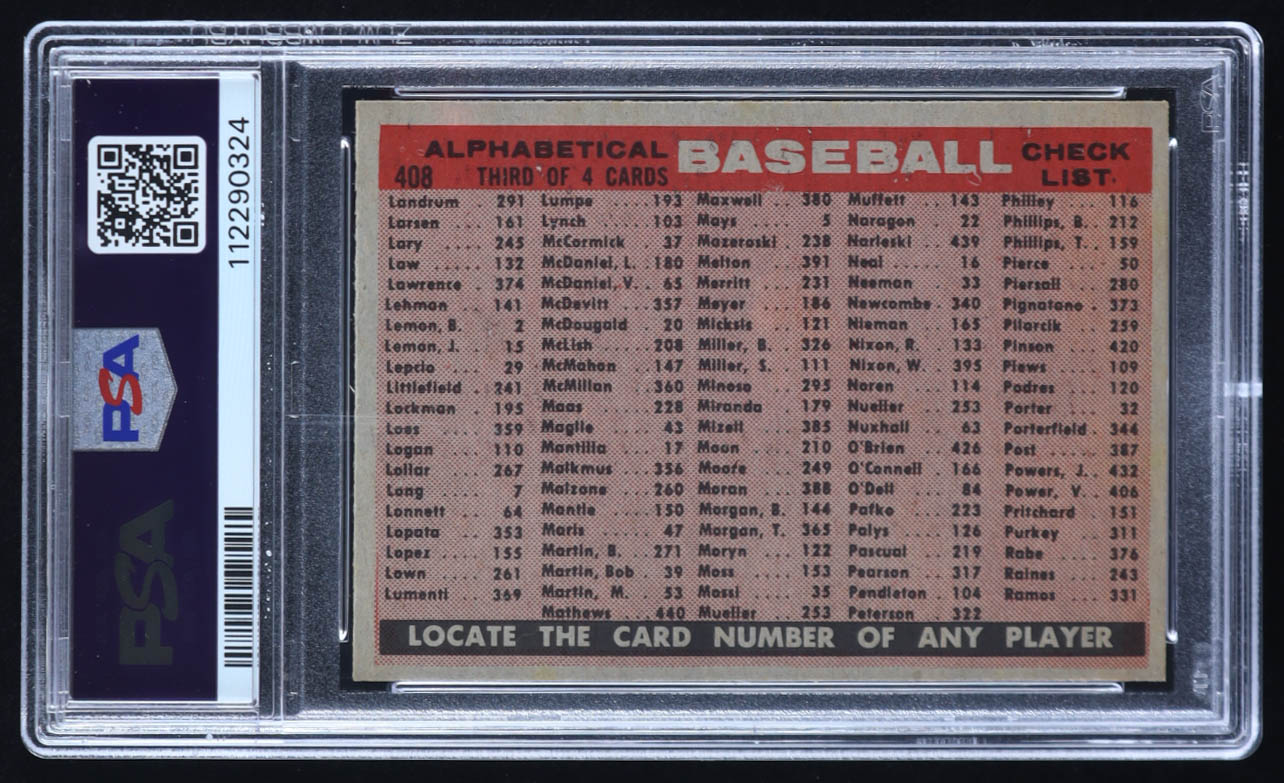 112290324
PSA
PSA
PSA
ALPHABETICAL BASEBALL CHECK
408 THIRD OF 4 CARDS LIST.
Landrum . 291 Lumpe .... 193 Maxwell . 380 Muffett .. 143 Philley ... 116
Larsen .... 161 Lynch .... 103 Mays .... 5 Naragon .. 22 Phillips, B. 212
Lary ..... 245 McCormick . 37 Mazeroski 238 Narleski . 439 Phillips, T. . 159
Law ..... 132 McDaniel, L. 180 Melton ... 391 Neal ..... 16 Pierce .... 50
Lawrence . 374 McDaniel, V. . 65 Merritt .... 231 Neeman ... 33 Piersall ... 280
Lehman ... 141 McDevitt ... 357 Meyer ... 186 Newcombe . 340 Pignatano . 373
Lemon, B. 2 McDougald . 20 Micksis .. 121 Nieman ... 165 Pilarcik .. 259
Lemon, J. . 15 McLish .... 208 Miller, B. . 326 Nixon, R. . 133 Pinson ... 420
Lepcio .... 29 McMahon .. 147 Miller, S. . 111 Nixon, W. . 395 Plews ... 109
Littlefield . 241 McMillan .. 360 Minoso ... 295 Noren ... 114 Podres ... 120
Lockman .. 195 Maas .... 228 Miranda .. 179 Nueller .. 253 Porter .... 32
Loes ..... 359 Maglie .... 43 Mizell .... 385 Nuxhall .. 63 Porterfield . 344
Logan .... 110 Mantilla .... 17 Moon .... 210 O'Brien .. 426 Post ..... 387
Lollar .... 267 Malkmus .. 356 Moore ... 249 O'Connell . 166 Powers, J. . 432
Long ..... 7 Malzone ... 260 Moran ... 388 O'Dell ... 84 Power, V. . 406
Lonnett ... 64 Mantle .... 150 Morgan, B. 144 Pafko .... 223 Pritchard . 151
Lopata .... 353 Maris ..... 47 Morgan, T. 365 Palys .... 126 Purkey ... 311
Lopez .... 155 Martin, B. .. 271 Moryn ... 122 Pascual .. 219 Rabe .... 376
Lown .... 261 Martin, Bob . 39 Moss .... 153 Pearson .. 317 Raines ... 243
Lumenti ... 369 Martin, M. . 53 Mossi .... 35 Pendleton . 104 Ramos ... 331
Mathews ... 440 Mueller .. 253 Peterson .. 322
LOCATE THE CARD NUMBER OF ANY PLAYER
PSA